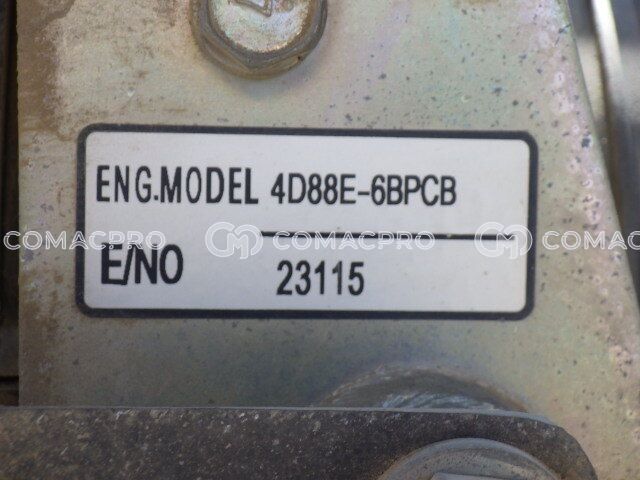 ENG.MODEL 4D88E-6BPCB
COMACPRO COMACPRO COMACPRO
E/NO 23115